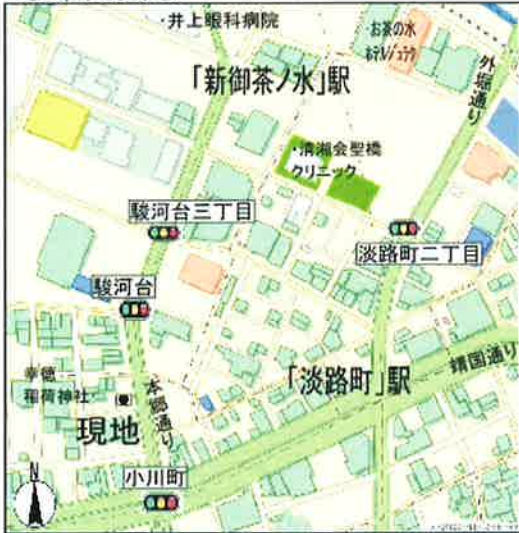 ・井上眼科病院
・お茶の水
ホテルジュラク
外堀通り
「新御茶ノ水」駅
・清湘会聖橋
クリニック
駿河台三丁目
淡路町二丁目
駿河台
「淡路町」駅
靖国通り
幸徳
稲荷神社
本郷通り
現地
小川町
N